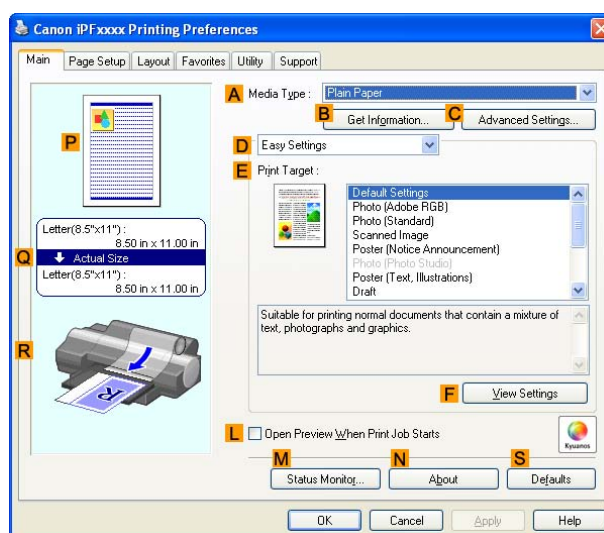 Canon iPFxxxx Printing Preferences
Main Page Setup Layout Favorites Utility Support
A Media Type : Plain Paper
B Get Information... C Advanced Settings...
D Easy Settings
E Print Target :
Default Settings
Photo (Adobe RGB)
Photo (Standard)
Scanned Image
Poster (Notice Announcement)
Photo (Photo Studio)
Poster (Text, Illustrations)
Draft
Suitable for printing normal documents that contain a mixture of
text, photographs and graphics.
F View Settings
P
Letter(8.5"x11") :
8.50 in x 11.00 in
Q Actual Size
Letter(8.5"x11") :
8.50 in x 11.00 in
R
R
L Open Preview When Print Job Starts
Kyuanos
M N S
Status Monitor... About Defaults
OK Cancel Apply Help